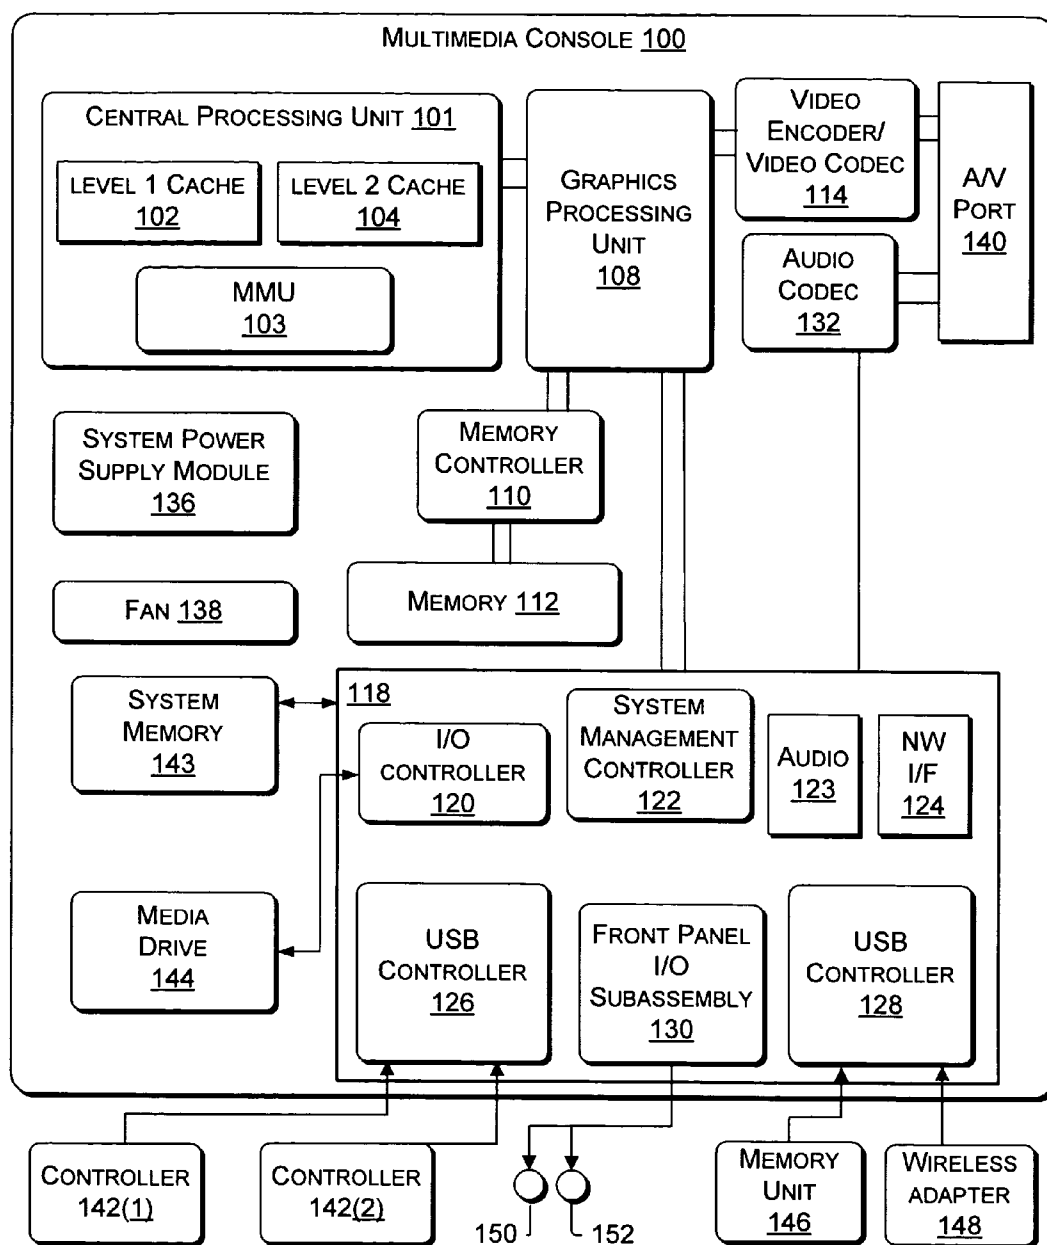 MULTIMEDIA CONSOLE 100
CENTRAL PROCESSING UNIT 101
LEVEL 1 CACHE
102
LEVEL 2 CACHE
104
MMU
103
GRAPHICS
PROCESSING
UNIT
108
VIDEO
ENCODER/
VIDEO CODEC
114
A/V
PORT
140
AUDIO
CODEC
132
SYSTEM POWER
SUPPLY MODULE
136
MEMORY
CONTROLLER
110
FAN 138
MEMORY 112
SYSTEM
MEMORY
143
118
I/O
CONTROLLER
120
SYSTEM
MANAGEMENT
CONTROLLER
122
AUDIO
123
NW
I/F
124
MEDIA
DRIVE
144
USB
CONTROLLER
126
FRONT PANEL
I/O
SUBASSEMBLY
130
USB
CONTROLLER
128
CONTROLLER
142(1)
CONTROLLER
142(2)
150
152
MEMORY
UNIT
146
WIRELESS
ADAPTER
148